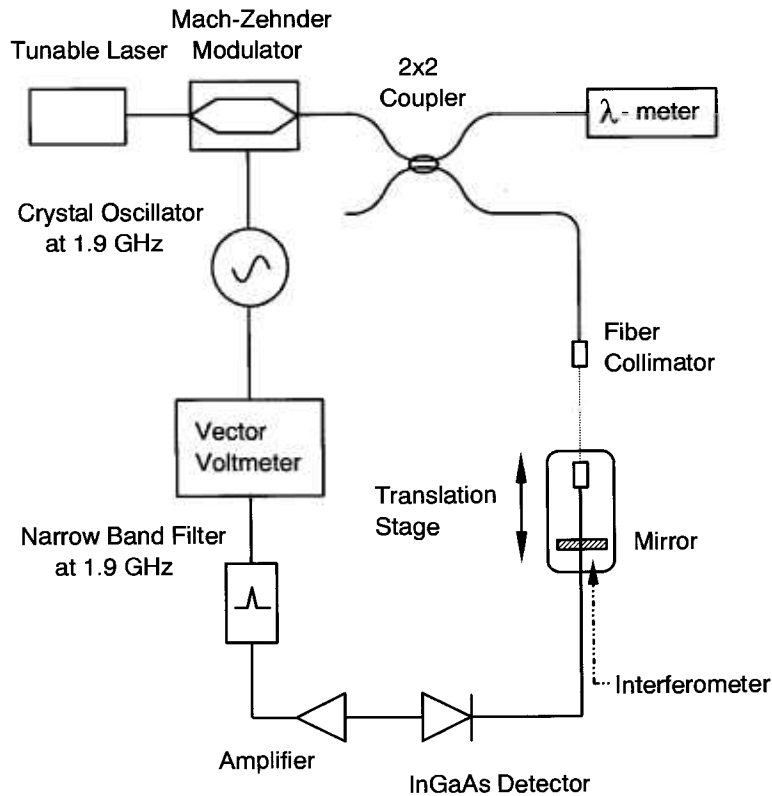 Mach-Zehnder
Modulator
Tunable Laser
2x2
Coupler
λ - meter
Crystal Oscillator
at 1.9 GHz
Fiber
Collimator
Vector
Voltmeter
Translation
Stage
Mirror
Narrow Band Filter
at 1.9 GHz
Interferometer
Amplifier
InGaAs Detector